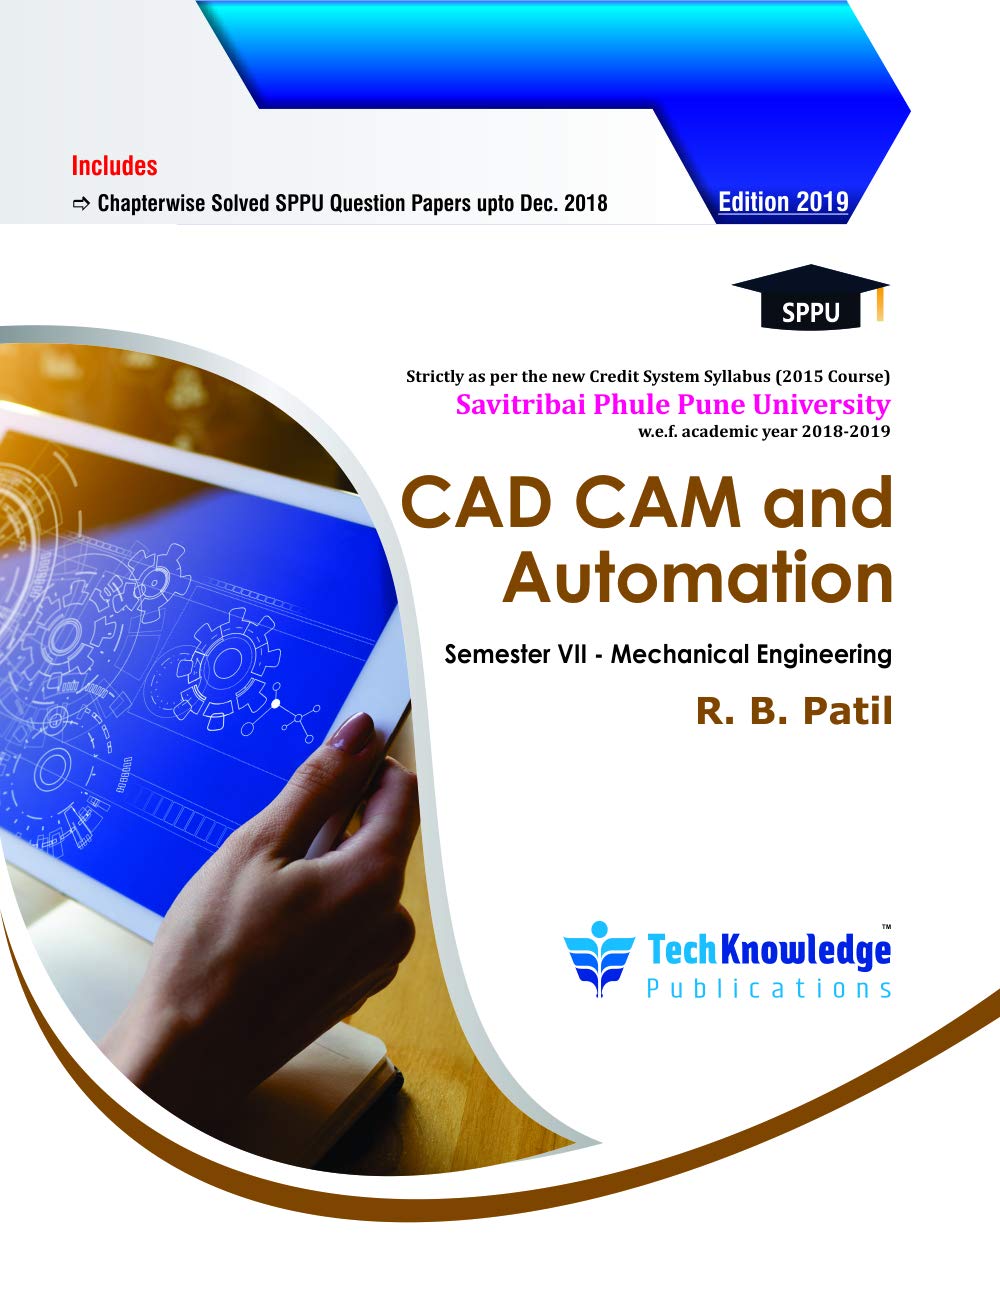 Includes
⇨ Chapterwise Solved SPPU Question Papers upto Dec. 2018
Edition 2019
SPPU
Strictly as per the new Credit System Syllabus (2015 Course)
Savitribai Phule Pune University
w.e.f. academic year 2018-2019
CAD CAM and
Automation
Semester VII - Mechanical Engineering
R. B. Patil
TechKnowledge™
Publications